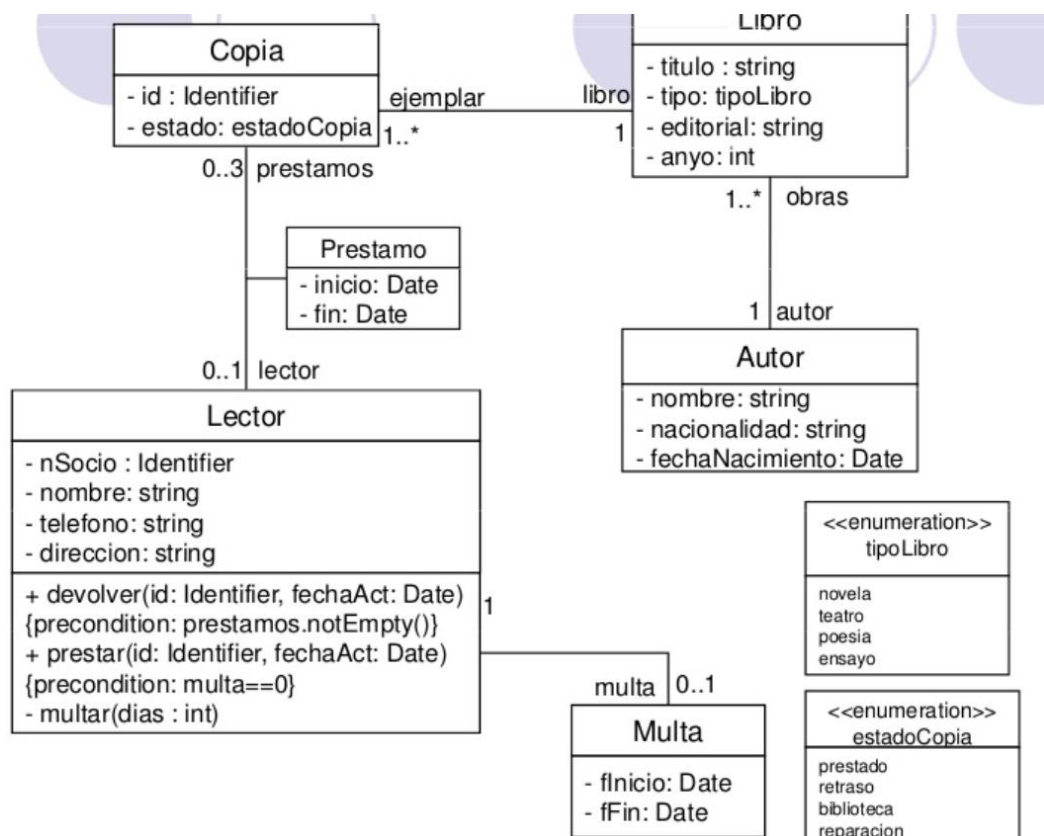 Copia
- id : Identifier
- estado: estadoCopia
ejemplar
1..*
libro
1
Libro
- titulo : string
- tipo: tipoLibro
- editorial: string
- anyo: int
0..3 prestamos
1..* obras
Prestamo
- inicio: Date
- fin: Date
1 autor
Autor
- nombre: string
- nacionalidad: string
- fechaNacimiento: Date
0..1 lector
Lector
- nSocio : Identifier
- nombre: string
- telefono: string
- direccion: string
+ devolver(id: Identifier, fechaAct: Date)
{precondition: prestamos.notEmpty()}
+ prestar(id: Identifier, fechaAct: Date)
{precondition: multa==0}
- multar(dias : int)
1
multa 0..1
Multa
- fInicio: Date
- fFin: Date
<<enumeration>>
tipoLibro
novela
teatro
poesia
ensayo
<<enumeration>>
estadoCopia
prestado
retraso
biblioteca
reparacion